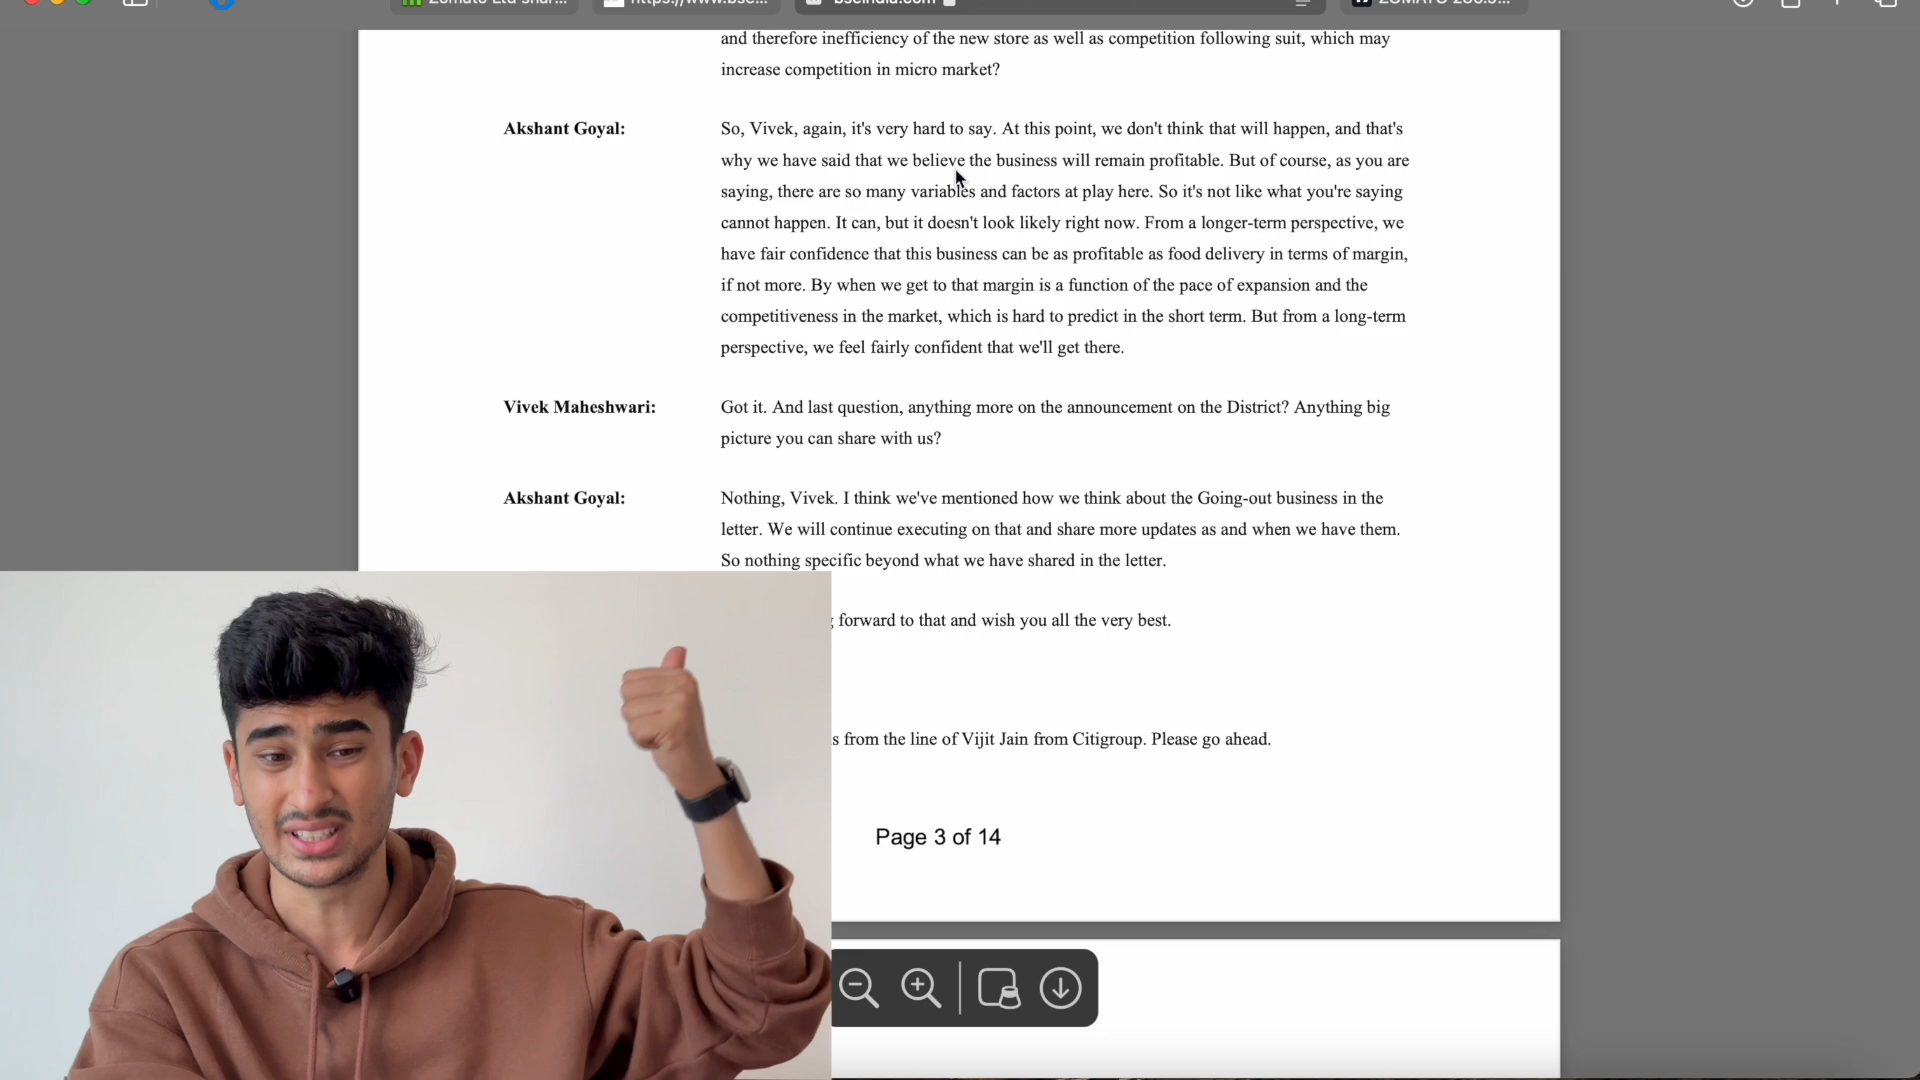 Zomato Ltd shar...
https://www.bse...
bseindia.com
and therefore inefficiency of the new store as well as competition following suit, which may
increase competition in micro market?
Akshant Goyal: So, Vivek, again, it's very hard to say. At this point, we don't think that will happen, and that's
why we have said that we believe the business will remain profitable. But of course, as you are
saying, there are so many variables and factors at play here. So it's not like what you're saying
cannot happen. It can, but it doesn't look likely right now. From a longer-term perspective, we
have fair confidence that this business can be as profitable as food delivery in terms of margin,
if not more. By when we get to that margin is a function of the pace of expansion and the
competitiveness in the market, which is hard to predict in the short term. But from a long-term
perspective, we feel fairly confident that we'll get there.
Vivek Maheshwari: Got it. And last question, anything more on the announcement on the District? Anything big
picture you can share with us?
Akshant Goyal: Nothing, Vivek. I think we've mentioned how we think about the Going-out business in the
letter. We will continue executing on that and share more updates as and when we have them.
So nothing specific beyond what we have shared in the letter.
forward to that and wish you all the very best.
s from the line of Vijit Jain from Citigroup. Please go ahead.
Page 3 of 14